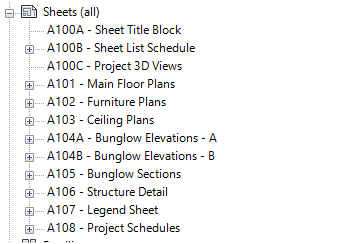 Sheets (all)
A100A - Sheet Title Block
A100B - Sheet List Schedule
A100C - Project 3D Views
A101 - Main Floor Plans
A102 - Furniture Plans
A103 - Ceiling Plans
A104A - Bunglow Elevations - A
A104B - Bunglow Elevations - B
A105 - Bunglow Sections
A106 - Structure Detail
A107 - Legend Sheet
A108 - Project Schedules